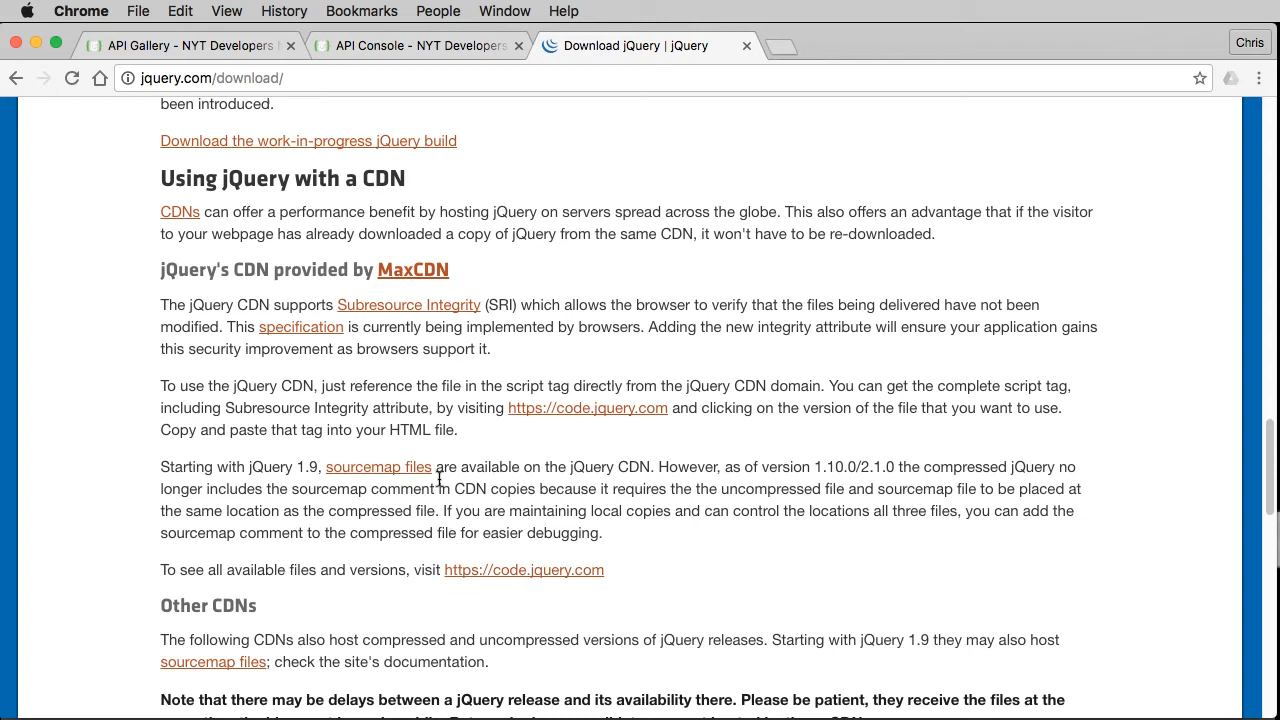 Chrome File Edit View History Bookmarks People Window Help
API Gallery - NYT Developers API Console - NYT Developers Download jQuery | jQuery Chris
jquery.com/download/
been introduced.
Download the work-in-progress jQuery build
Using jQuery with a CDN
CDNs can offer a performance benefit by hosting jQuery on servers spread across the globe. This also offers an advantage that if the visitor
to your webpage has already downloaded a copy of jQuery from the same CDN, it won't have to be re-downloaded.
jQuery's CDN provided by MaxCDN
The jQuery CDN supports Subresource Integrity (SRI) which allows the browser to verify that the files being delivered have not been
modified. This specification is currently being implemented by browsers. Adding the new integrity attribute will ensure your application gains
this security improvement as browsers support it.
To use the jQuery CDN, just reference the file in the script tag directly from the jQuery CDN domain. You can get the complete script tag,
including Subresource Integrity attribute, by visiting https://code.jquery.com and clicking on the version of the file that you want to use.
Copy and paste that tag into your HTML file.
Starting with jQuery 1.9, sourcemap files are available on the jQuery CDN. However, as of version 1.10.0/2.1.0 the compressed jQuery no
longer includes the sourcemap comment in CDN copies because it requires the the uncompressed file and sourcemap file to be placed at
the same location as the compressed file. If you are maintaining local copies and can control the locations all three files, you can add the
sourcemap comment to the compressed file for easier debugging.
To see all available files and versions, visit https://code.jquery.com
Other CDNs
The following CDNs also host compressed and uncompressed versions of jQuery releases. Starting with jQuery 1.9 they may also host
sourcemap files; check the site's documentation.
Note that there may be delays between a jQuery release and its availability there. Please be patient, they receive the files at the